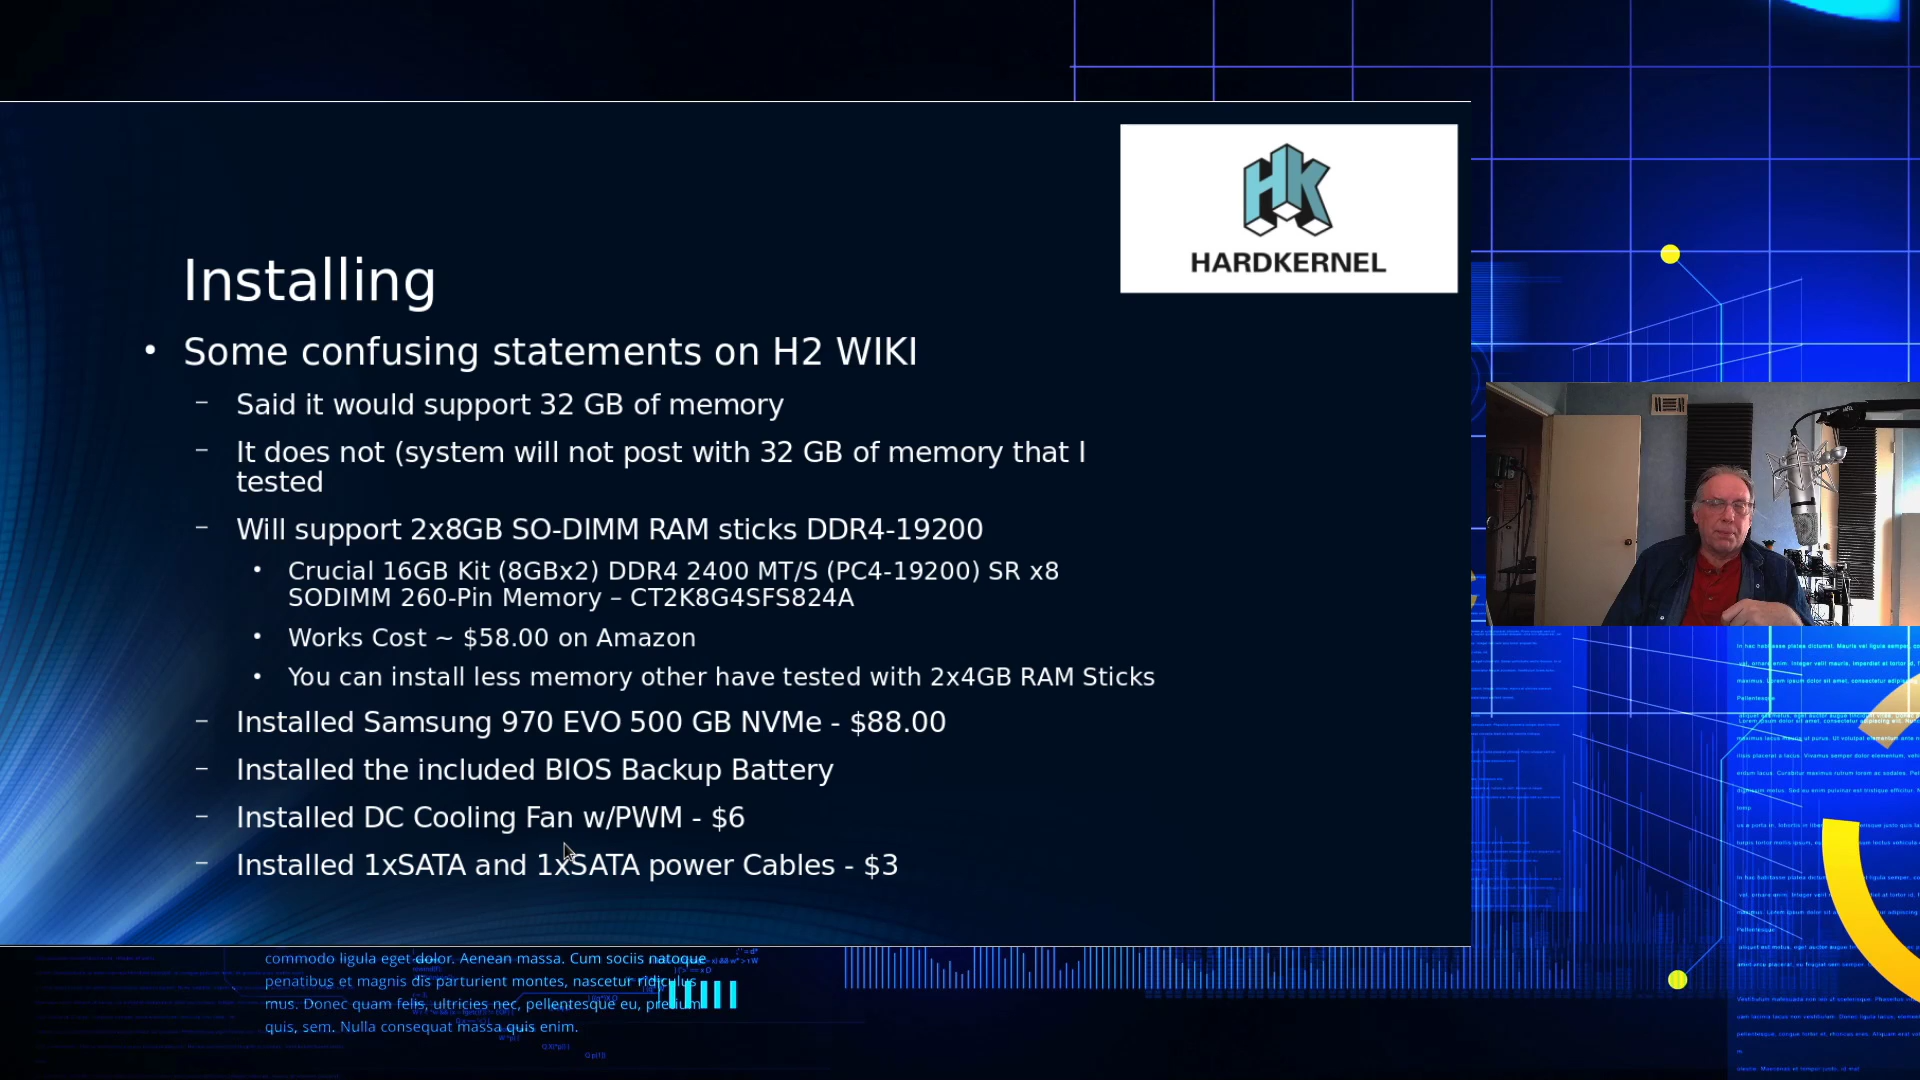 HARDKERNEL
Installing
• Some confusing statements on H2 WIKI
– Said it would support 32 GB of memory
– It does not (system will not post with 32 GB of memory that I
tested
– Will support 2x8GB SO-DIMM RAM sticks DDR4-19200
• Crucial 16GB Kit (8GBx2) DDR4 2400 MT/S (PC4-19200) SR x8
SODIMM 260-Pin Memory – CT2K8G4SFS824A
• Works Cost ~ $58.00 on Amazon
• You can install less memory other have tested with 2x4GB RAM Sticks
– Installed Samsung 970 EVO 500 GB NVMe - $88.00
– Installed the included BIOS Backup Battery
– Installed DC Cooling Fan w/PWM - $6
– Installed 1xSATA and 1xSATA power Cables - $3
commodo ligula eget dolor. Aenean massa. Cum sociis natoque
penatibus et magnis dis parturient montes, nascetur ridiculus
mus. Donec quam felis, ultricies nec, pellentesque eu, pretium
quis, sem. Nulla consequat massa quis enim.